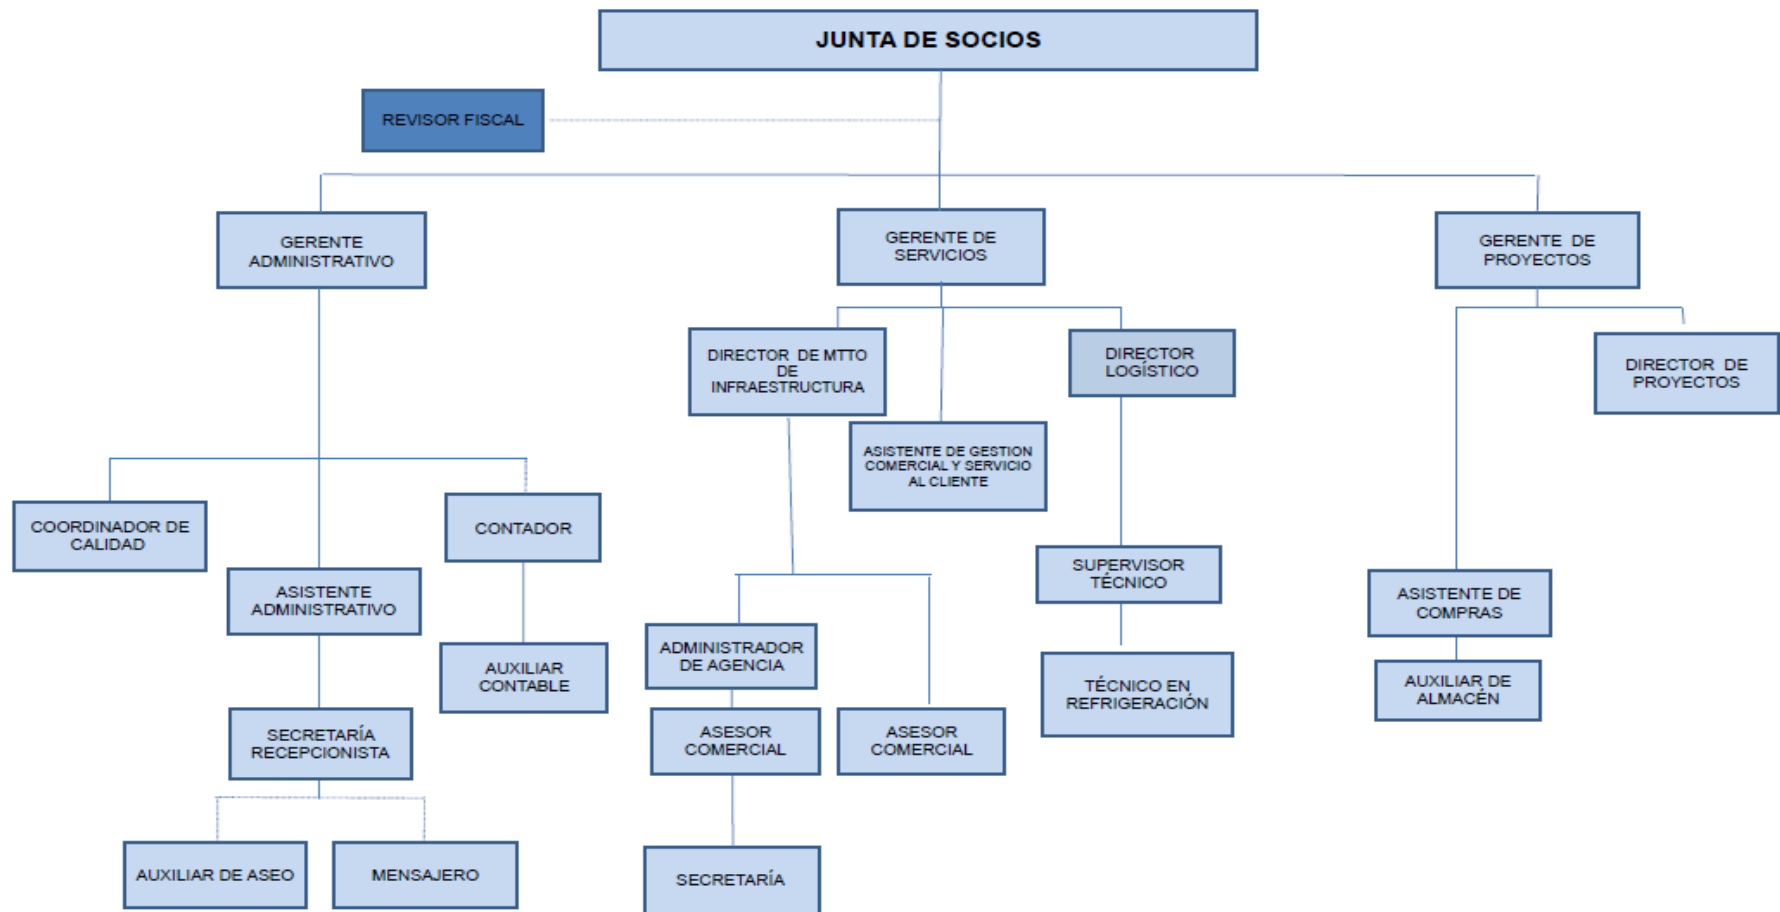 JUNTA DE SOCIOS
REVISOR FISCAL
GERENTE
ADMINISTRATIVO
GERENTE DE
SERVICIOS
GERENTE DE
PROYECTOS
DIRECTOR DE MTTO
DE
INFRAESTRUCTURA
DIRECTOR
LOGÍSTICO
DIRECTOR DE
PROYECTOS
ASISTENTE DE GESTION
COMERCIAL Y SERVICIO
AL CLIENTE
COORDINADOR DE
CALIDAD
CONTADOR
ASISTENTE
ADMINISTRATIVO
SUPERVISOR
TÉCNICO
ASISTENTE DE
COMPRAS
AUXILIAR
CONTABLE
ADMINISTRADOR
DE AGENCIA
TÉCNICO EN
REFRIGERACIÓN
AUXILIAR DE
ALMACÉN
SECRETARÍA
RECEPCIONISTA
ASESOR
COMERCIAL
ASESOR
COMERCIAL
AUXILIAR DE ASEO
MENSAJERO
SECRETARÍA